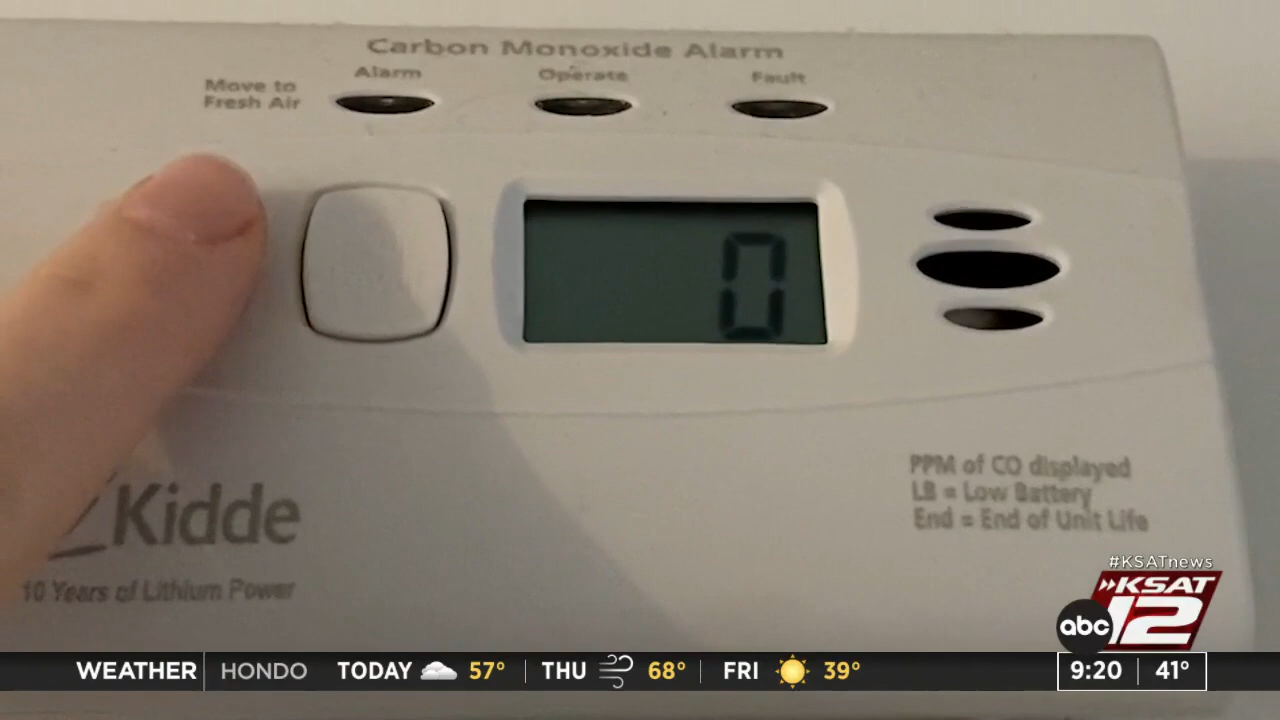 Carbon Monoxide Alarm
Move to
Fresh Air
Alarm
Operate
Fault
0
Kidde
10 Years of Lithium Power
PPM of CO displayed
LB = Low Battery
End = End of Unit Life
#KSATnews
KSAT
abc 12
WEATHER HONDO TODAY 57° THU 68° FRI 39° 9:20 41°